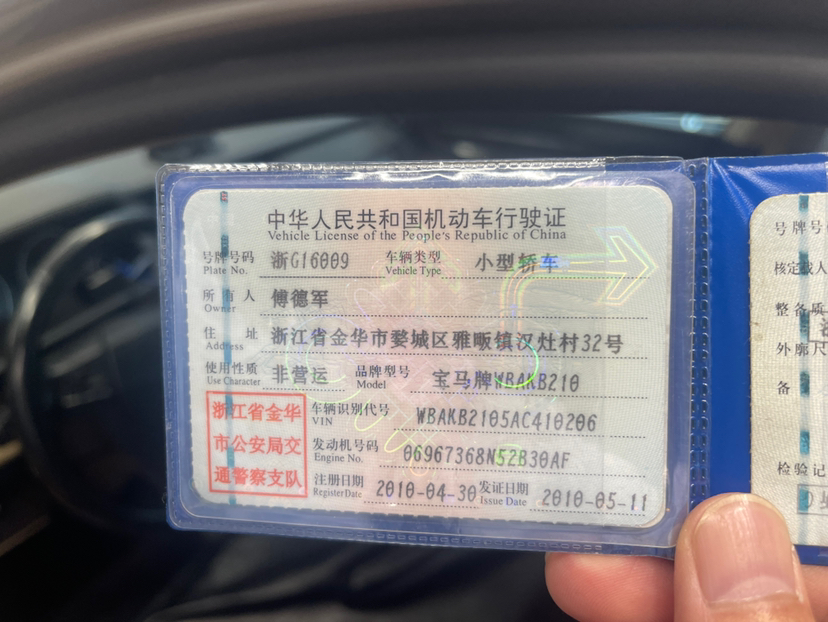 中华人民共和国机动车行驶证
Vehicle License of the People's Republic of China
号牌号码 浙G16009 车辆类型 小型轿车
Plate No. Vehicle Type
所有人 傅德军
Owner
住址 浙江省金华市婺城区雅畈镇汉灶村32号
Address
使用性质 非营运 品牌型号 宝马牌WBAKB210
Use Character Model
浙江省金华
市公安局交
通警察支队
车辆识别代号 WBAKB2105AC410206
VIN
发动机号码 06967368N52B30AF
Engine No.
注册日期 2010-04-30 发证日期 2010-05-11
Register Date Issue Date
号牌号
核定载人
整备质
外廓尺
备
检验记